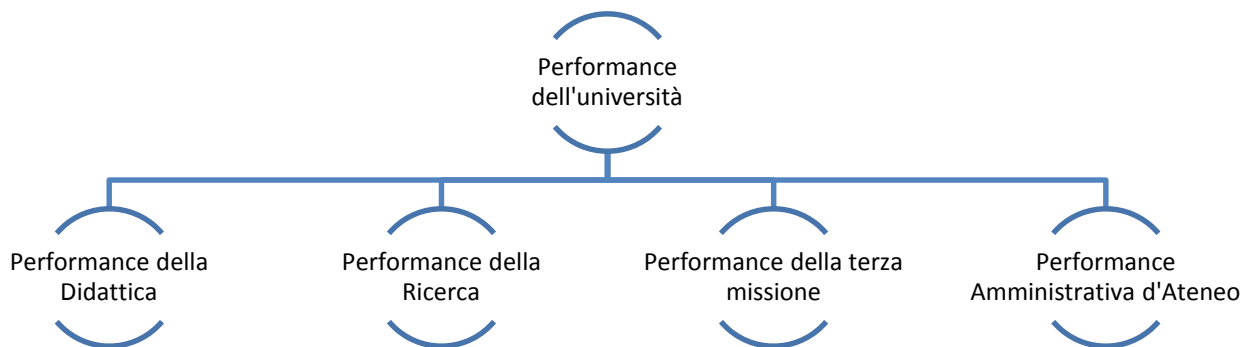 Performance
dell'università
Performance della
Didattica
Performance della
Ricerca
Performance della terza
missione
Performance
Amministrativa d'Ateneo